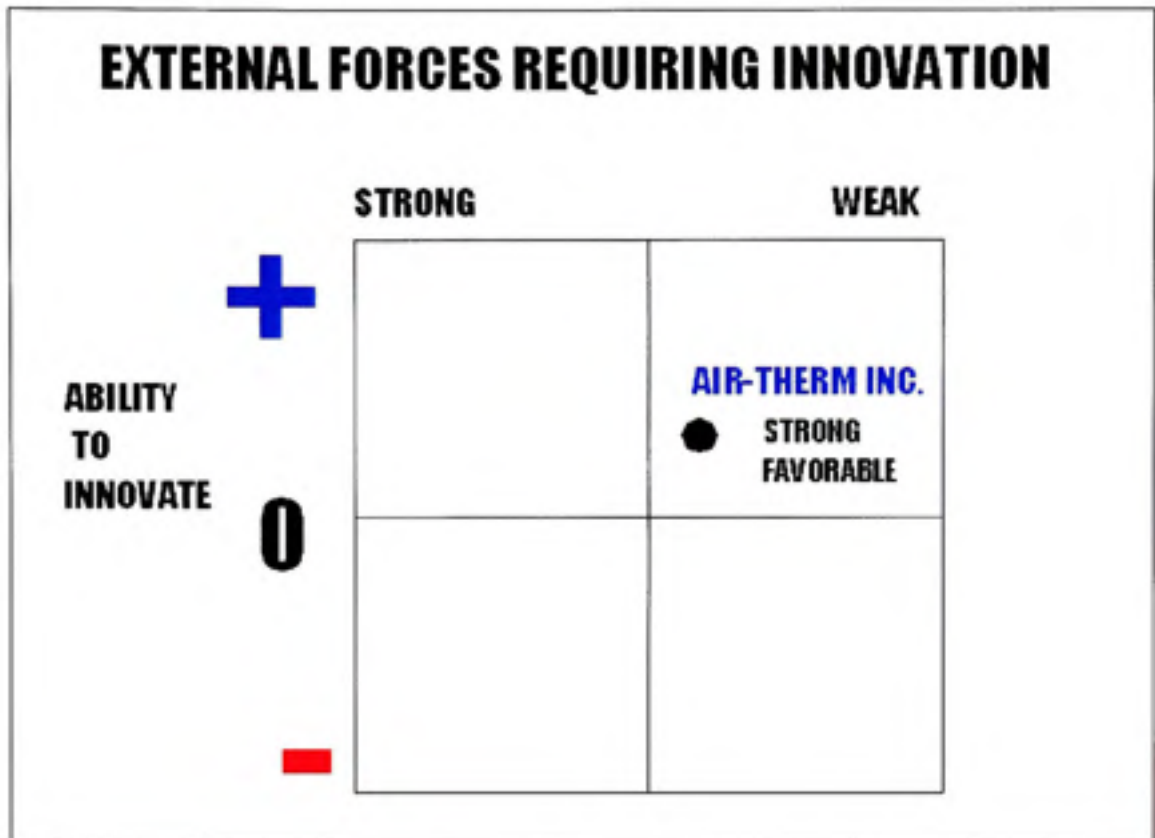 EXTERNAL FORCES REQUIRING INNOVATION
STRONG WEAK
+
ABILITY
TO
INNOVATE
0
-
AIR-THERM INC.
STRONG
FAVORABLE